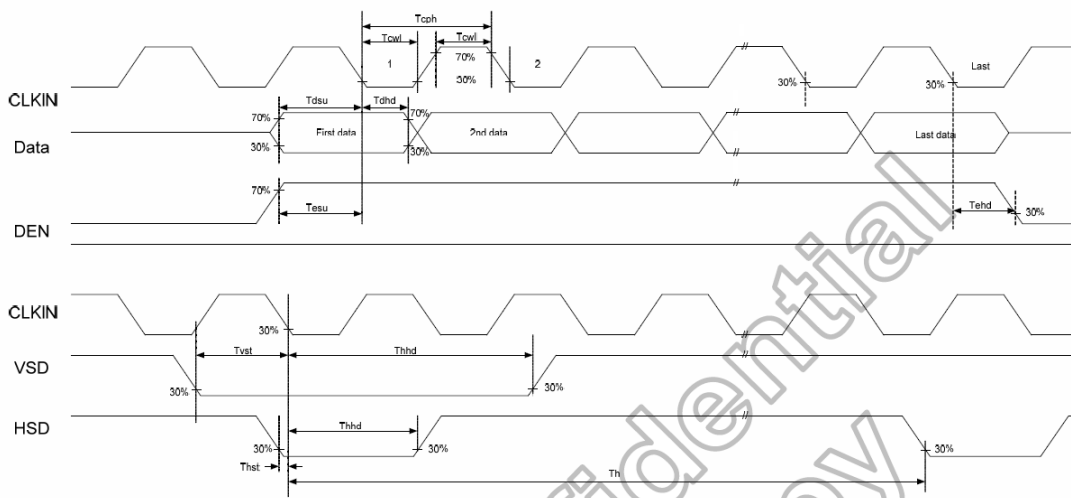 Tcph
Tcwl
Tcwl
1
70%
30%
2
Last
30%
30%
CLKIN
Tdsu
Tdhd
70%
70%
First data
2nd data
Last data
Data
30%
30%
70%
Tesu
Tehd
30%
DEN
CLKIN
30%
Tvst
Thhd
VSD
30%
30%
HSD
Thhd
30%
30%
30%
Thst
Th